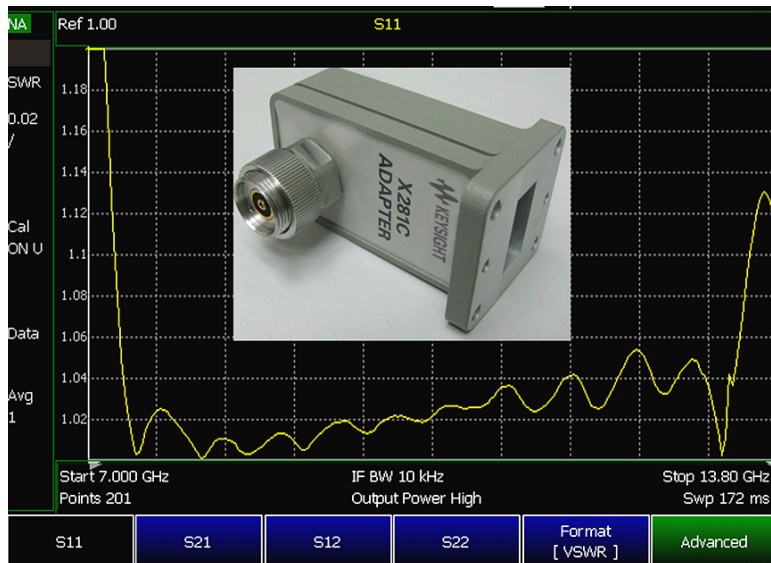 NA
Ref 1.00
S11
SWR
0.02
/
Cal
ON U
Data
Avg
1
1.18
1.16
1.14
1.12
1.1
1.08
1.06
1.04
1.02
KEYSIGHT
X281C
ADAPTER
Start 7.000 GHz
IF BW 10 kHz
Stop 13.80 GHz
Points 201
Output Power High
Swp 172 ms
S11
S21
S12
S22
Format
[ VSWR ]
Advanced